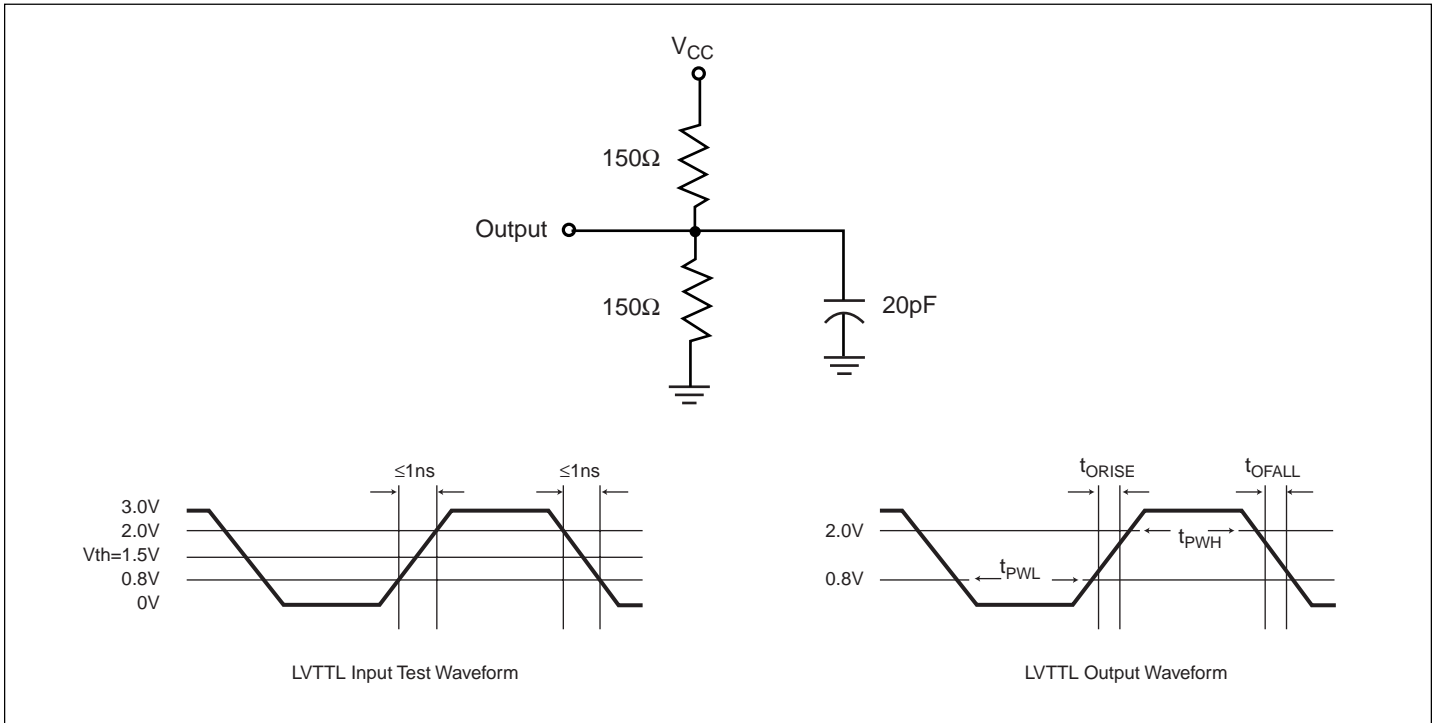 VCC
150Ω
Output
150Ω
20pF
≤1ns ≤1ns
3.0V
2.0V
Vth=1.5V
0.8V
0V
LVTTL Input Test Waveform
tORISE tOFALL
2.0V
tPWH
tPWL
0.8V
LVTTL Output Waveform